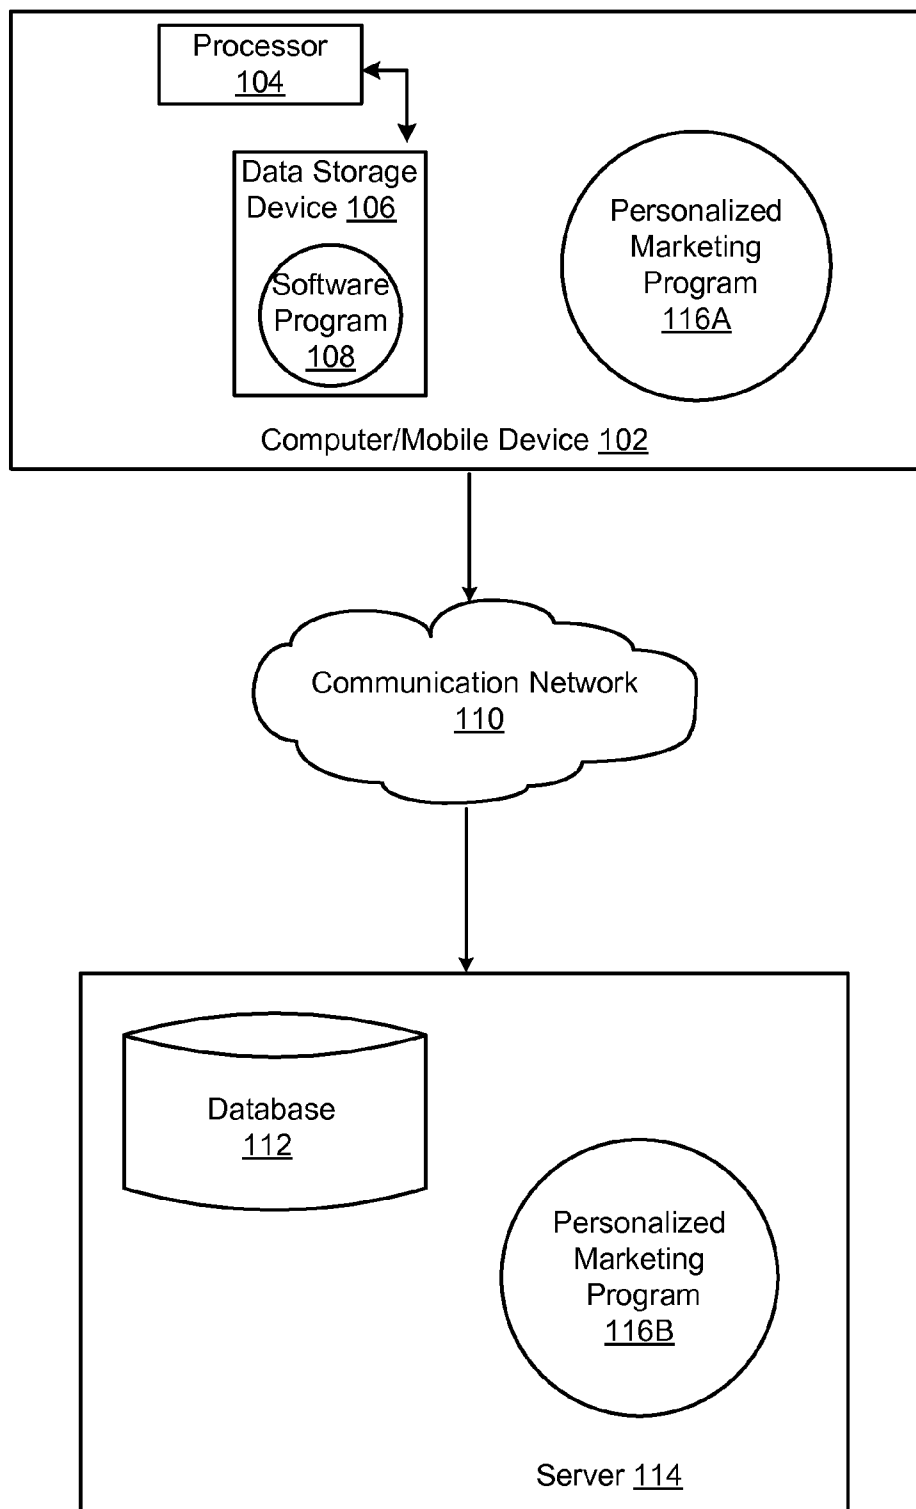 Processor
104
Data Storage
Device 106
Software
Program
108
Personalized
Marketing
Program
116A
Computer/Mobile Device 102
Communication Network
110
Database
112
Personalized
Marketing
Program
116B
Server 114